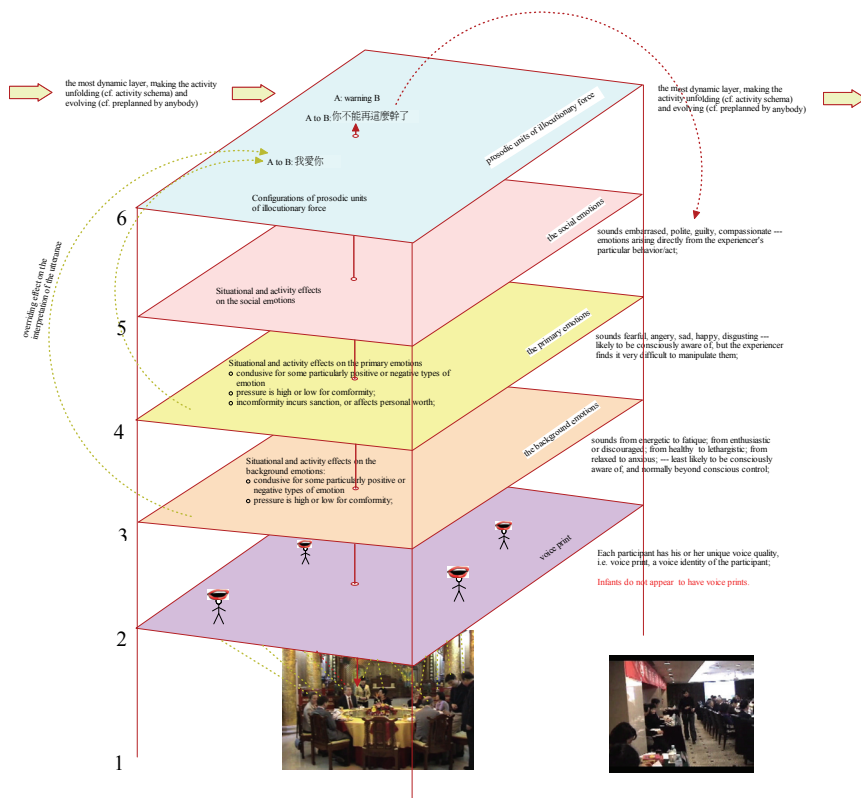 the most dynamic layer, making the activity
unfolding (cf. activity schema) and
evolving (cf. preplanned by anybody)
the most dynamic layer, making the
activity unfolding (cf. activity schema)
and evolving (cf. preplanned by anybody)
A: warning B
A to B: 你不能再這麼幹了
A to B: 我愛你
prosodic units of illocutionary force
Configurations of prosodic units
of illocutionary force
6
the social emotions
sounds embarrased, polite, guilty, compassionate ---
emotions arising directly from the experiencer's
particular behavior/act;
overriding effect on the
interpretation of the utterance
Situational and activity effects
on the social emotions
5
the primary emotions
sounds fearful, angery, sad, happy, disgusting ---
likely to be consciously aware of, but the experiencer
finds it very difficult to manipulate them;
Situational and activity effects on the primary emotions
condusive for some particularly positive or negative types of
emotion
pressure is high or low for comformity;
incomformity incurs sanction, or affects personal worth;
4
the background emotions
sounds from energetic to fatique; from enthusiastic
or discouraged; from healthy to lethargistic; from
relaxed to anxious; --- least likely to be consciously
aware of, and normally beyond conscious control;
Situational and activity effects on the
background emotions:
condusive for some particularly positive or
negative types of emotion
pressure is high or low for comformity;
3
voice print
Each participant has his or her unique voice quality,
i.e. voice print, a voice identity of the participant;
Infants do not appear to have voice prints.
2
1